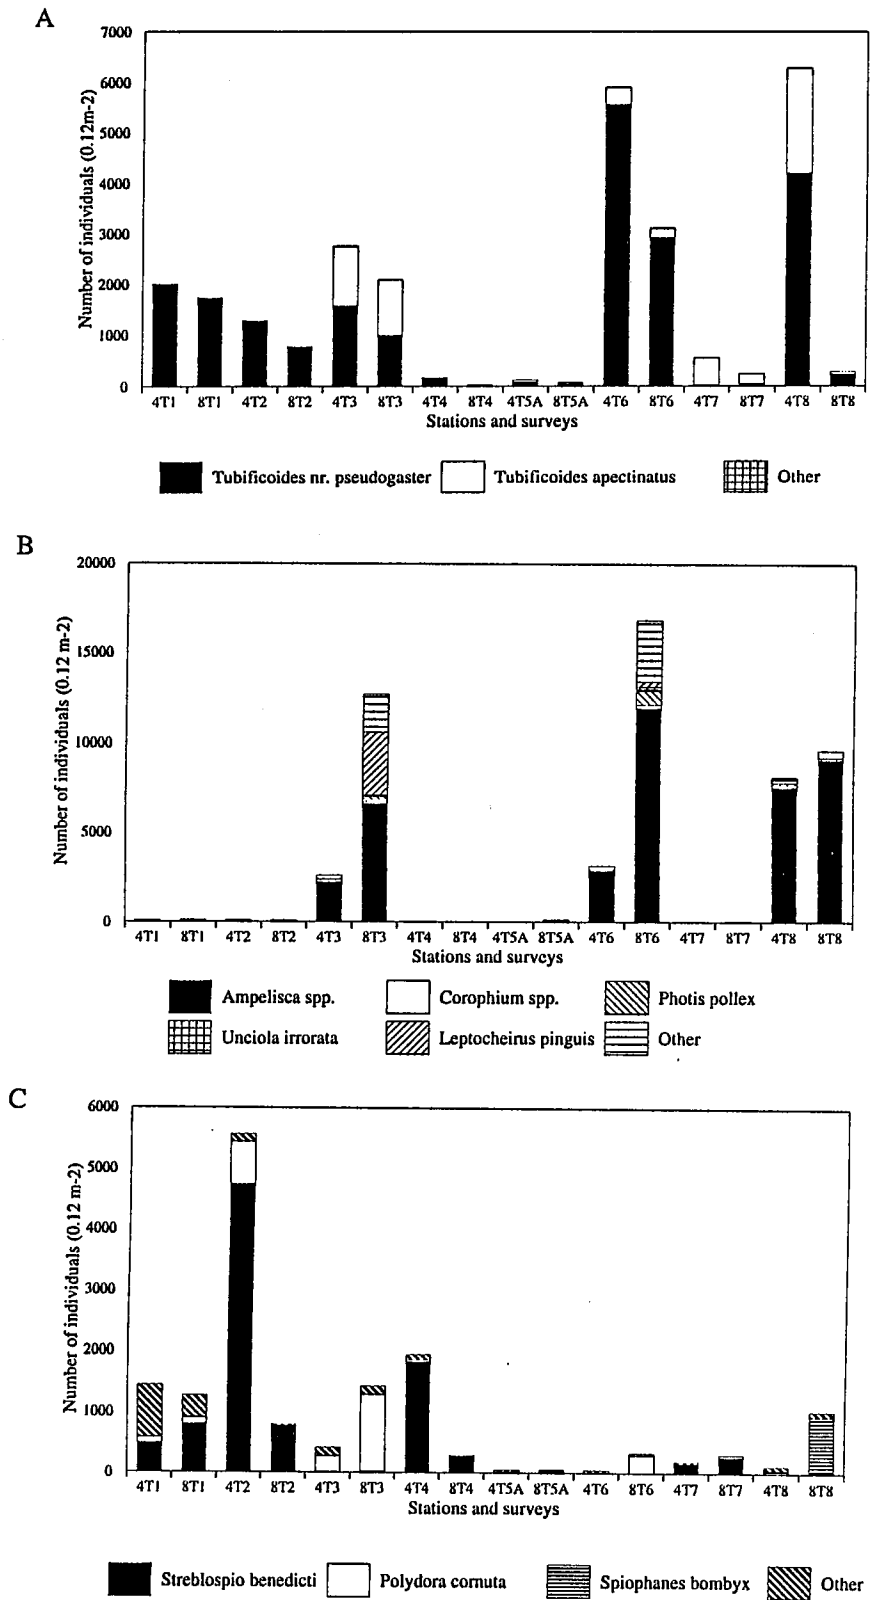 A
Number of individuals (0.12m-2)
7000
6000
5000
4000
3000
2000
1000
0
4T1 8T1 4T2 8T2 4T3 8T3 4T4 8T4 4T5A 8T5A 4T6 8T6 4T7 8T7 4T8 8T8
Stations and surveys
Tubificoides nr. pseudogaster Tubificoides apectinatus Other
B
Number of individuals (0.12 m-2)
20000
15000
10000
5000
0
4T1 8T1 4T2 8T2 4T3 8T3 4T4 8T4 4T5A 8T5A 4T6 8T6 4T7 8T7 4T8 8T8
Stations and surveys
Ampelisca spp. Corophium spp. Photis pollex
Unciola irrorata Leptocheirus pinguis Other
C
Number of individuals (0.12 m-2)
6000
5000
4000
3000
2000
1000
0
4T1 8T1 4T2 8T2 4T3 8T3 4T4 8T4 4T5A 8T5A 4T6 8T6 4T7 8T7 4T8 8T8
Stations and surveys
Streblospio benedicti Polydora cornuta Spiophanes bombyx Other